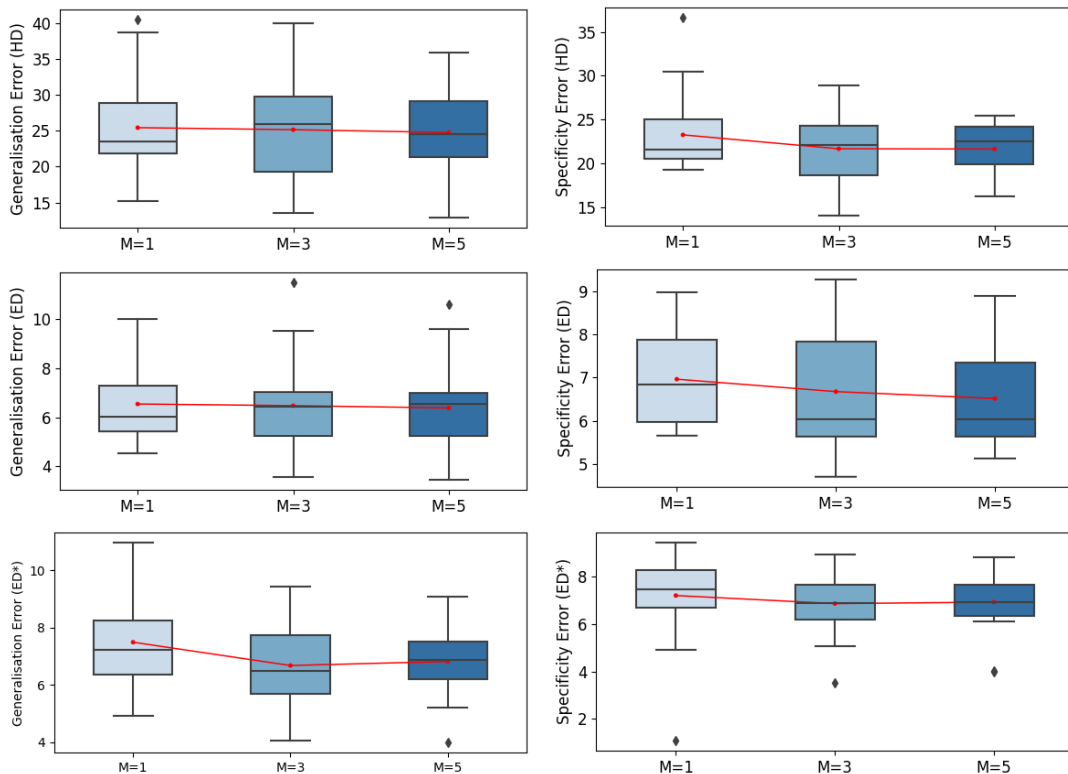 Generalisation Error (HD)
40
35
30
25
20
15
M=1 M=3 M=5
Specificity Error (HD)
35
30
25
20
15
M=1 M=3 M=5
Generalisation Error (ED)
10
8
6
4
M=1 M=3 M=5
Specificity Error (ED)
9
8
7
6
5
M=1 M=3 M=5
Generalisation Error (ED*)
10
8
6
4
M=1 M=3 M=5
Specificity Error (ED*)
8
6
4
2
M=1 M=3 M=5